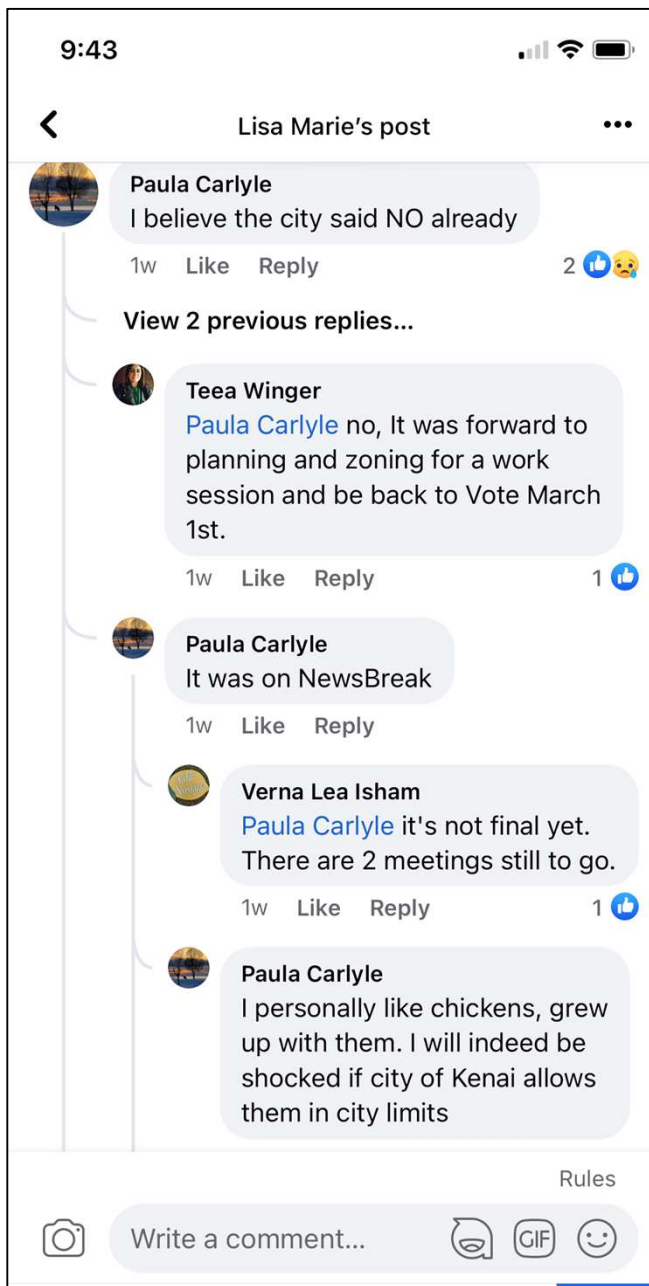 9:43
Lisa Marie's post
Paula Carlyle
I believe the city said NO already
1w Like Reply 2
View 2 previous replies...
Teea Winger
Paula Carlyle no, It was forward to
planning and zoning for a work
session and be back to Vote March
1st.
1w Like Reply 1
Paula Carlyle
It was on NewsBreak
1w Like Reply
Verna Lea Isham
Paula Carlyle it's not final yet.
There are 2 meetings still to go.
1w Like Reply 1
Paula Carlyle
I personally like chickens, grew
up with them. I will indeed be
shocked if city of Kenai allows
them in city limits
Rules
Write a comment...
GIF